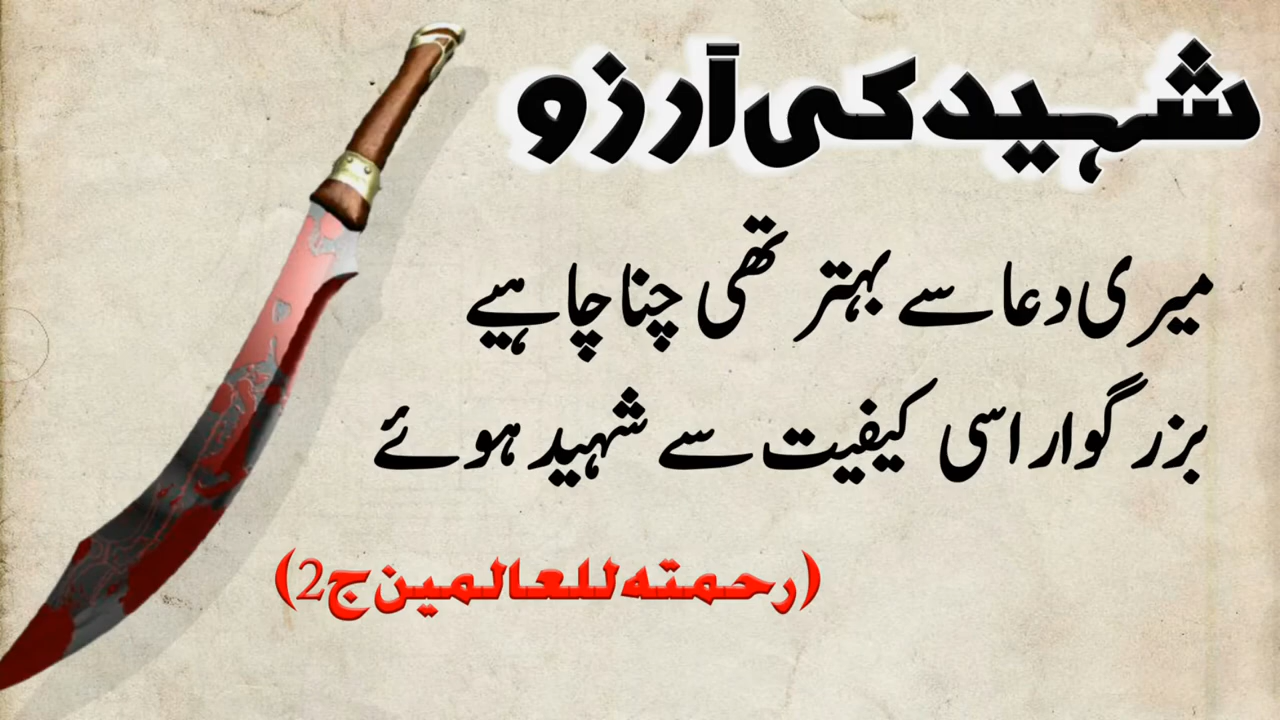 شہید کی آرزو
میری دعا سے بہتر تھی چنا چاہیے
بزرگوار اسی کیفیت سے شہید ہوئے
(رحمتہ للعالمین ج2)